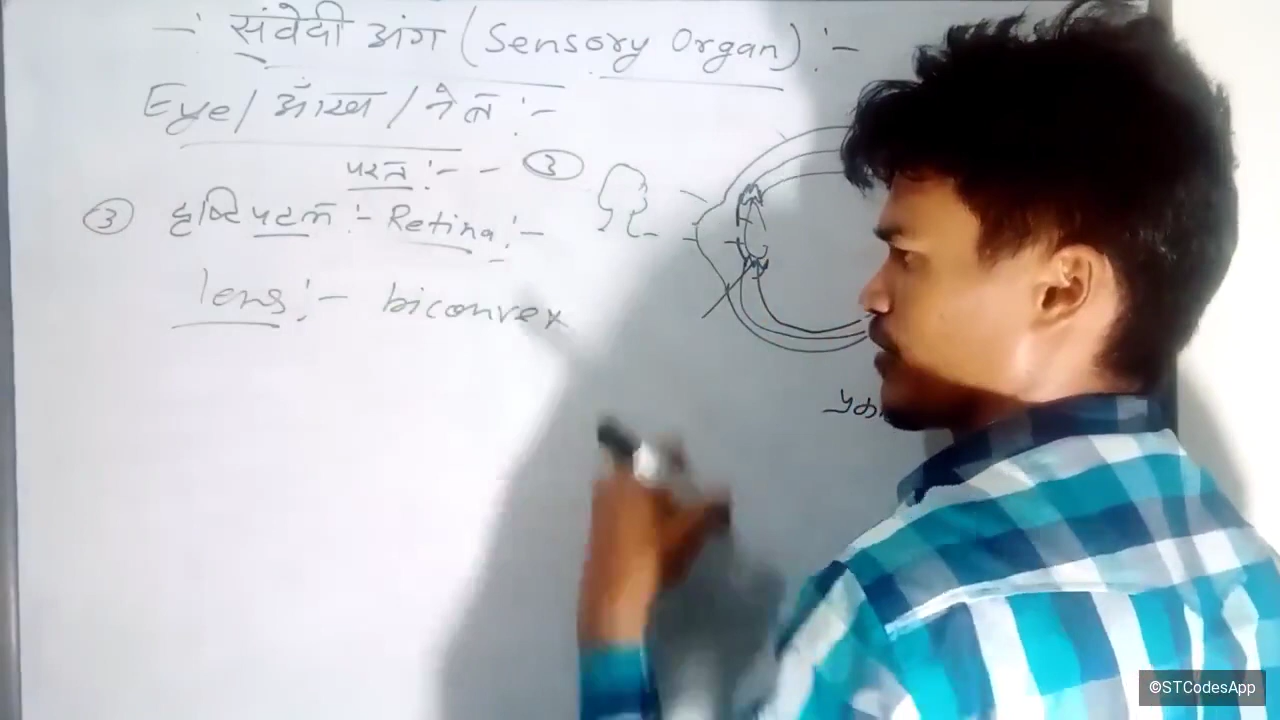 -: संवेदी अंग (Sensory Organ) :-
Eye / आँख / नेत्र :-
परत :- - ③
③ दृष्टि पटल :- Retina :-
lens :- biconvex
©STCodesApp